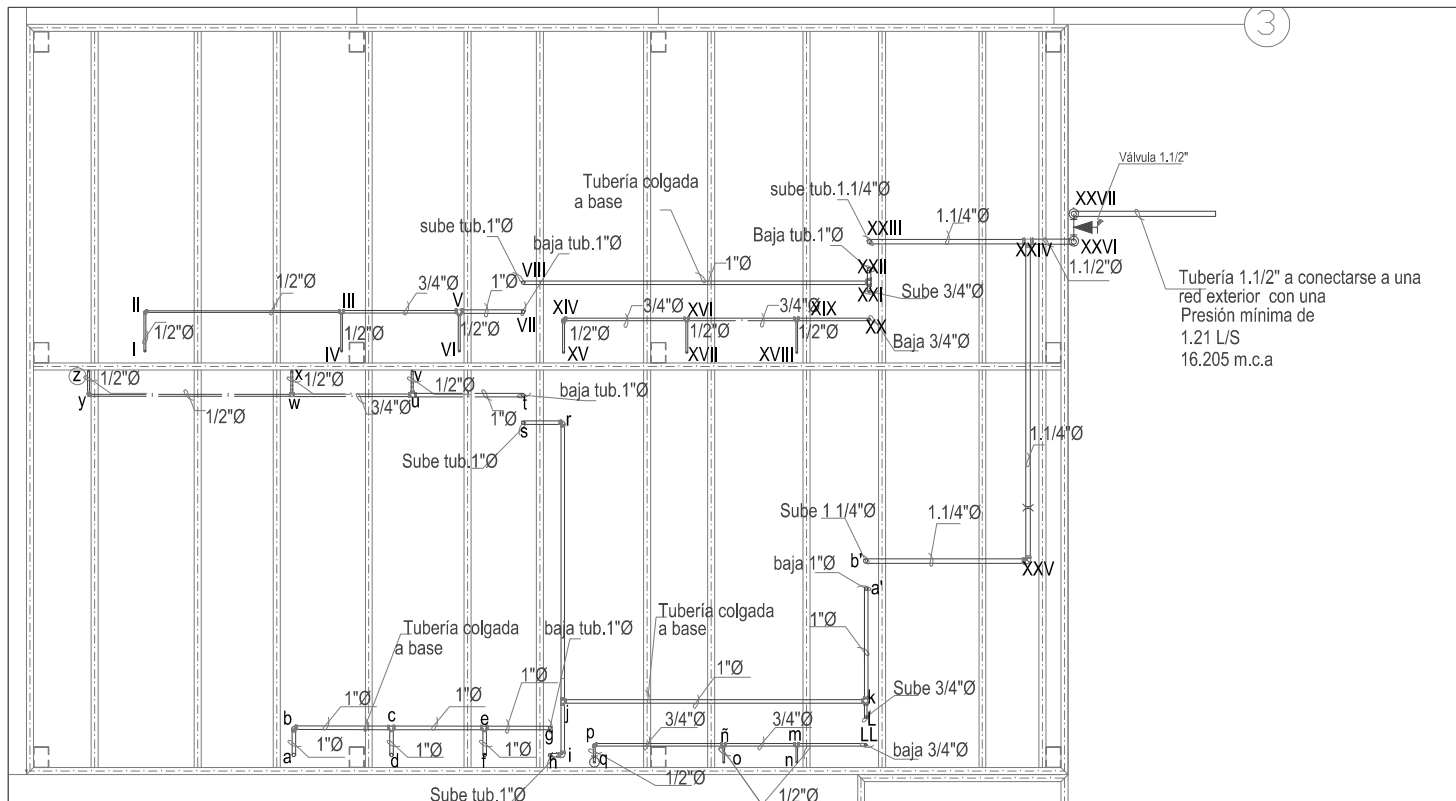 3
Válvula 1.1/2"
XXVII
Tubería colgada
a base
sube tub.1.1/4"Ø
XXIII
1.1/4"Ø
XXIV
XXVI
1.1/2"Ø
sube tub.1"Ø
baja tub.1"Ø
Baja tub.1"Ø
VIII
1"Ø
XXII
XXI
Sube 3/4"Ø
Tubería 1.1/2" a conectarse a una
red exterior con una
Presión mínima de
1.21 L/S
16.205 m.c.a
1/2"Ø
3/4"Ø
1"Ø
II
III
V
VII
XIV
3/4"Ø
XVI
3/4"Ø
XIX
XX
I
1/2"Ø
1/2"Ø
IV
1/2"Ø
VI
1/2"Ø
XV
1/2"Ø
XVII
1/2"Ø
XVIII
Baja 3/4"Ø
z
1/2"Ø
x
1/2"Ø
v
1/2"Ø
baja tub.1"Ø
y
1/2"Ø
w
3/4"Ø
u
1"Ø
t
s
r
Sube tub.1"Ø
1.1/4"Ø
Sube 1 1/4"Ø
1.1/4"Ø
b'
XXV
baja 1"Ø
a'
1"Ø
Tubería colgada
a base
baja tub.1"Ø
Tubería colgada
a base
1"Ø
k
Sube 3/4"Ø
L
j
1"Ø
1"Ø
1"Ø
b
c
e
g
p
3/4"Ø
ñ
3/4"Ø
m
LL
baja 3/4"Ø
a
1"Ø
d
1"Ø
f
1"Ø
h
i
q
1/2"Ø
o
n
Sube tub.1"Ø
1/2"Ø